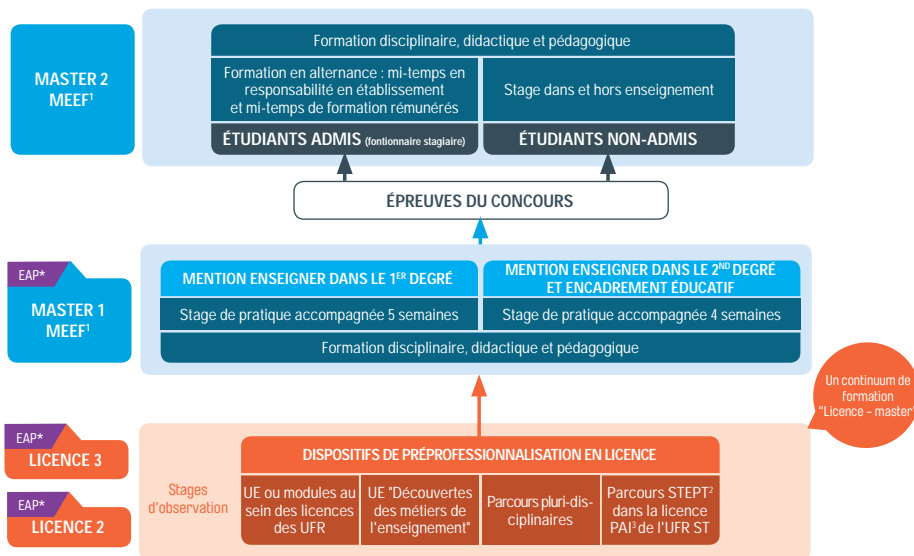 MASTER 2
MEEF¹
Formation disciplinaire, didactique et pédagogique
Formation en alternance : mi-temps en
responsabilité en établissement
et mi-temps de formation rémunérés
Stage dans et hors enseignement
ÉTUDIANTS ADMIS (fontionnaire stagiaire)
ÉTUDIANTS NON-ADMIS
ÉPREUVES DU CONCOURS
EAP*
MASTER 1
MEEF¹
MENTION ENSEIGNER DANS LE 1ER DEGRÉ
MENTION ENSEIGNER DANS LE 2ND DEGRÉ
ET ENCADREMENT ÉDUCATIF
Stage de pratique accompagnée 5 semaines
Stage de pratique accompagnée 4 semaines
Formation disciplinaire, didactique et pédagogique
Un continuum de
formation
"Licence – master"
EAP*
LICENCE 3
EAP*
LICENCE 2
Stages
d'observation
DISPOSITIFS DE PRÉPROFESSIONNALISATION EN LICENCE
UE ou modules au
sein des licences
des UFR
UE "Découvertes
des métiers de
l'enseignement"
Parcours pluri-dis-
ciplinaires
Parcours STEPT²
dans la licence
PAI³ de l'UFR ST